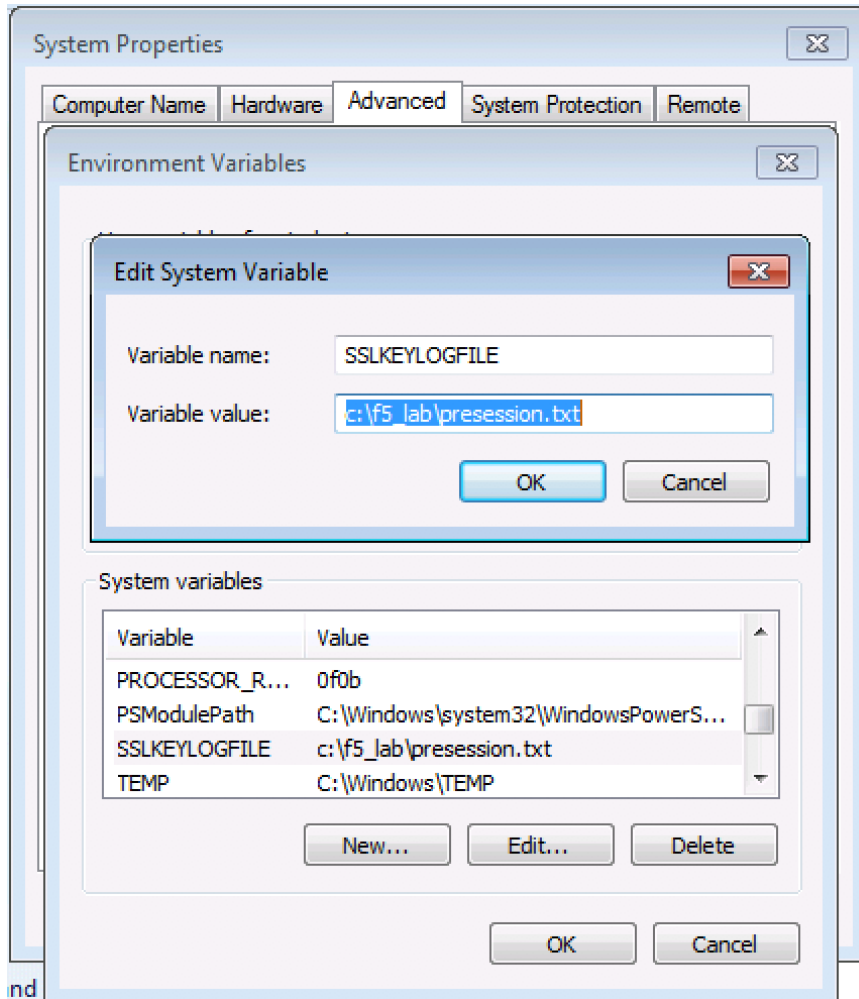 System Properties
Computer Name Hardware Advanced System Protection Remote
Environment Variables
Edit System Variable
Variable name: SSLKEYLOGFILE
Variable value: c:\f5_lab\presession.txt
OK Cancel
System variables
Variable Value
PROCESSOR_R... 0f0b
PSModulePath C:\Windows\system32\WindowsPowerS...
SSLKEYLOGFILE c:\f5_lab\presession.txt
TEMP C:\Windows\TEMP
New... Edit... Delete
OK Cancel